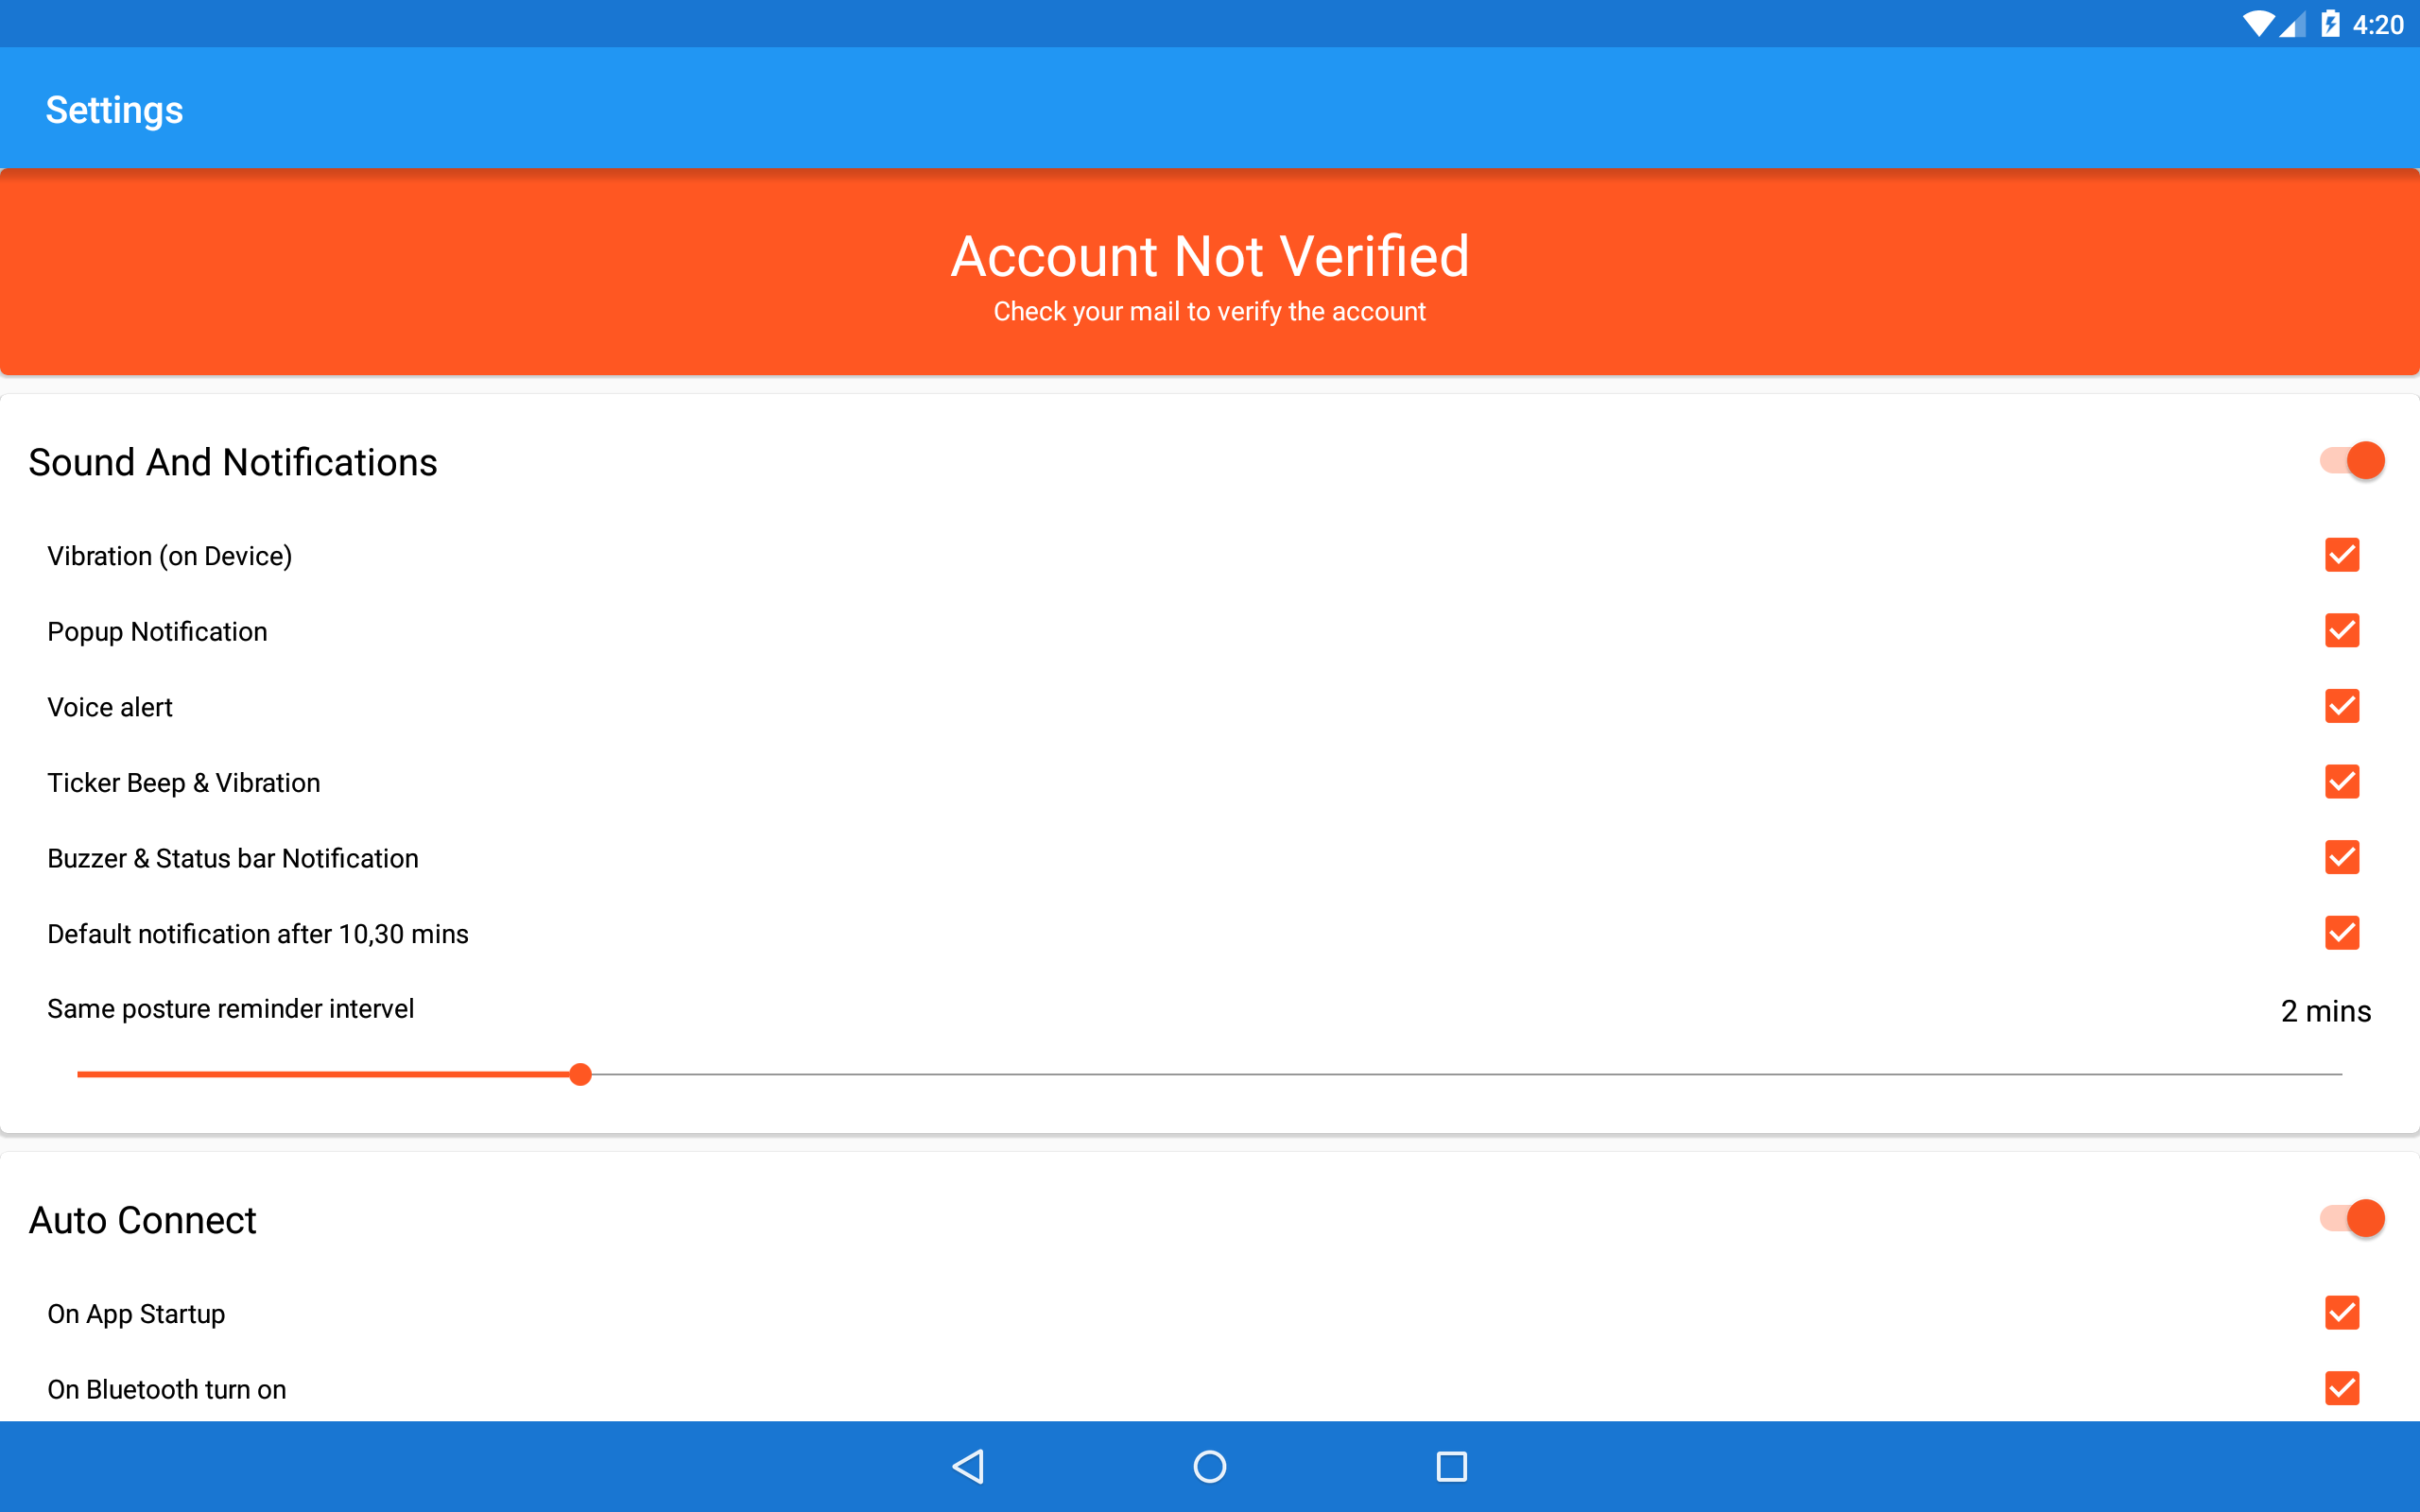 4:20
Settings
Account Not Verified
Check your mail to verify the account
Sound And Notifications
Vibration (on Device)
Popup Notification
Voice alert
Ticker Beep & Vibration
Buzzer & Status bar Notification
Default notification after 10,30 mins
Same posture reminder intervel
2 mins
Auto Connect
On App Startup
On Bluetooth turn on